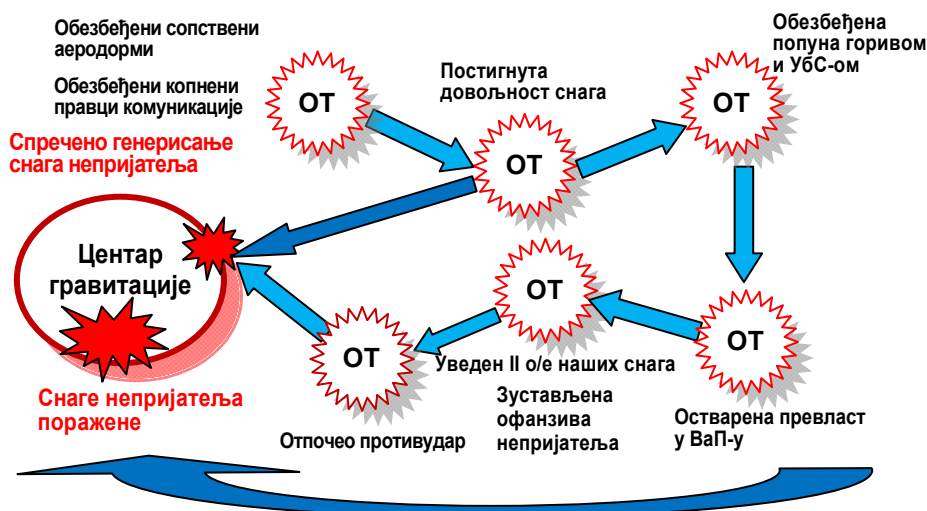 Обезбеђени сопствени
аеродорми
Обезбеђени копнени
правци комуникације
ОТ
Постигнута
довољност снага
ОТ
Обезбеђена
попуна горивом
и УбС-ом
ОТ
Спречено генерисање
снага непријатеља
Центар
гравитације
Снаге непријатеља
поражене
ОТ
Отпочео противудар
ОТ
Уведен II о/е наших снага
Зустављена
офанзива
непријатеља
ОТ
Остварена превласт
у ВаП-у